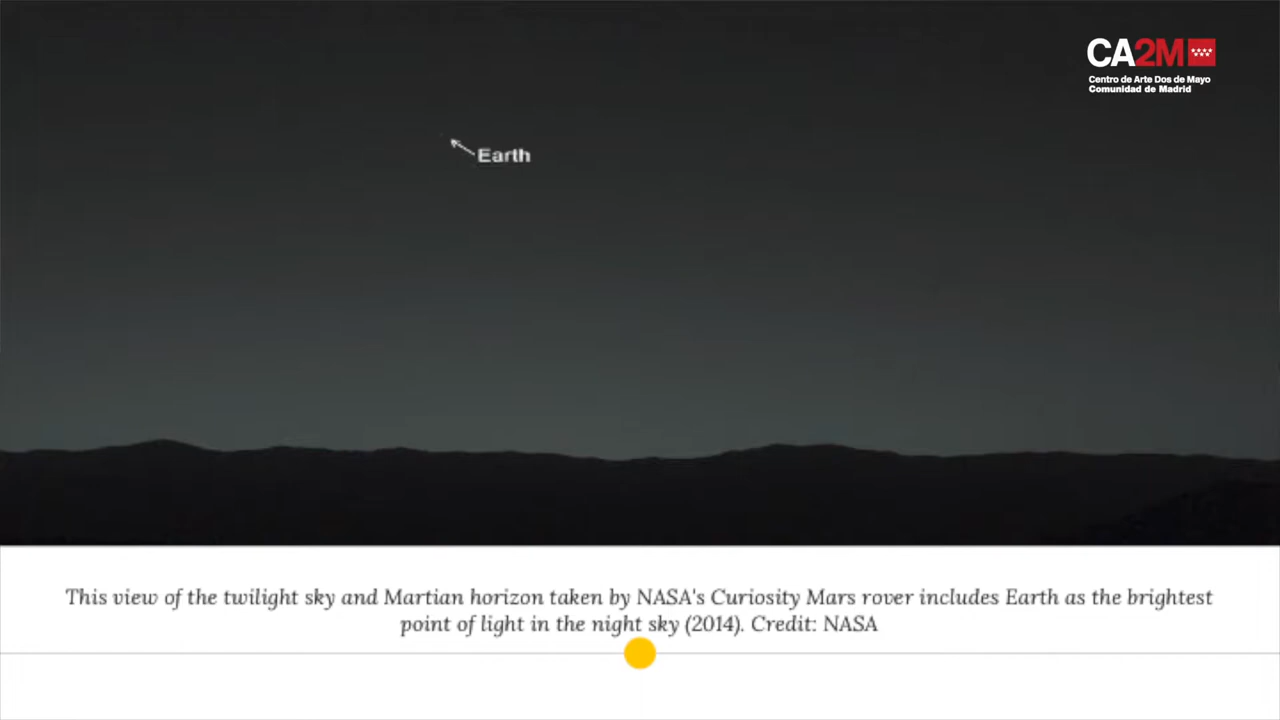 CA2M
Centro de Arte Dos de Mayo
Comunidad de Madrid
Earth
This view of the twilight sky and Martian horizon taken by NASA's Curiosity Mars rover includes Earth as the brightest
point of light in the night sky (2014). Credit: NASA